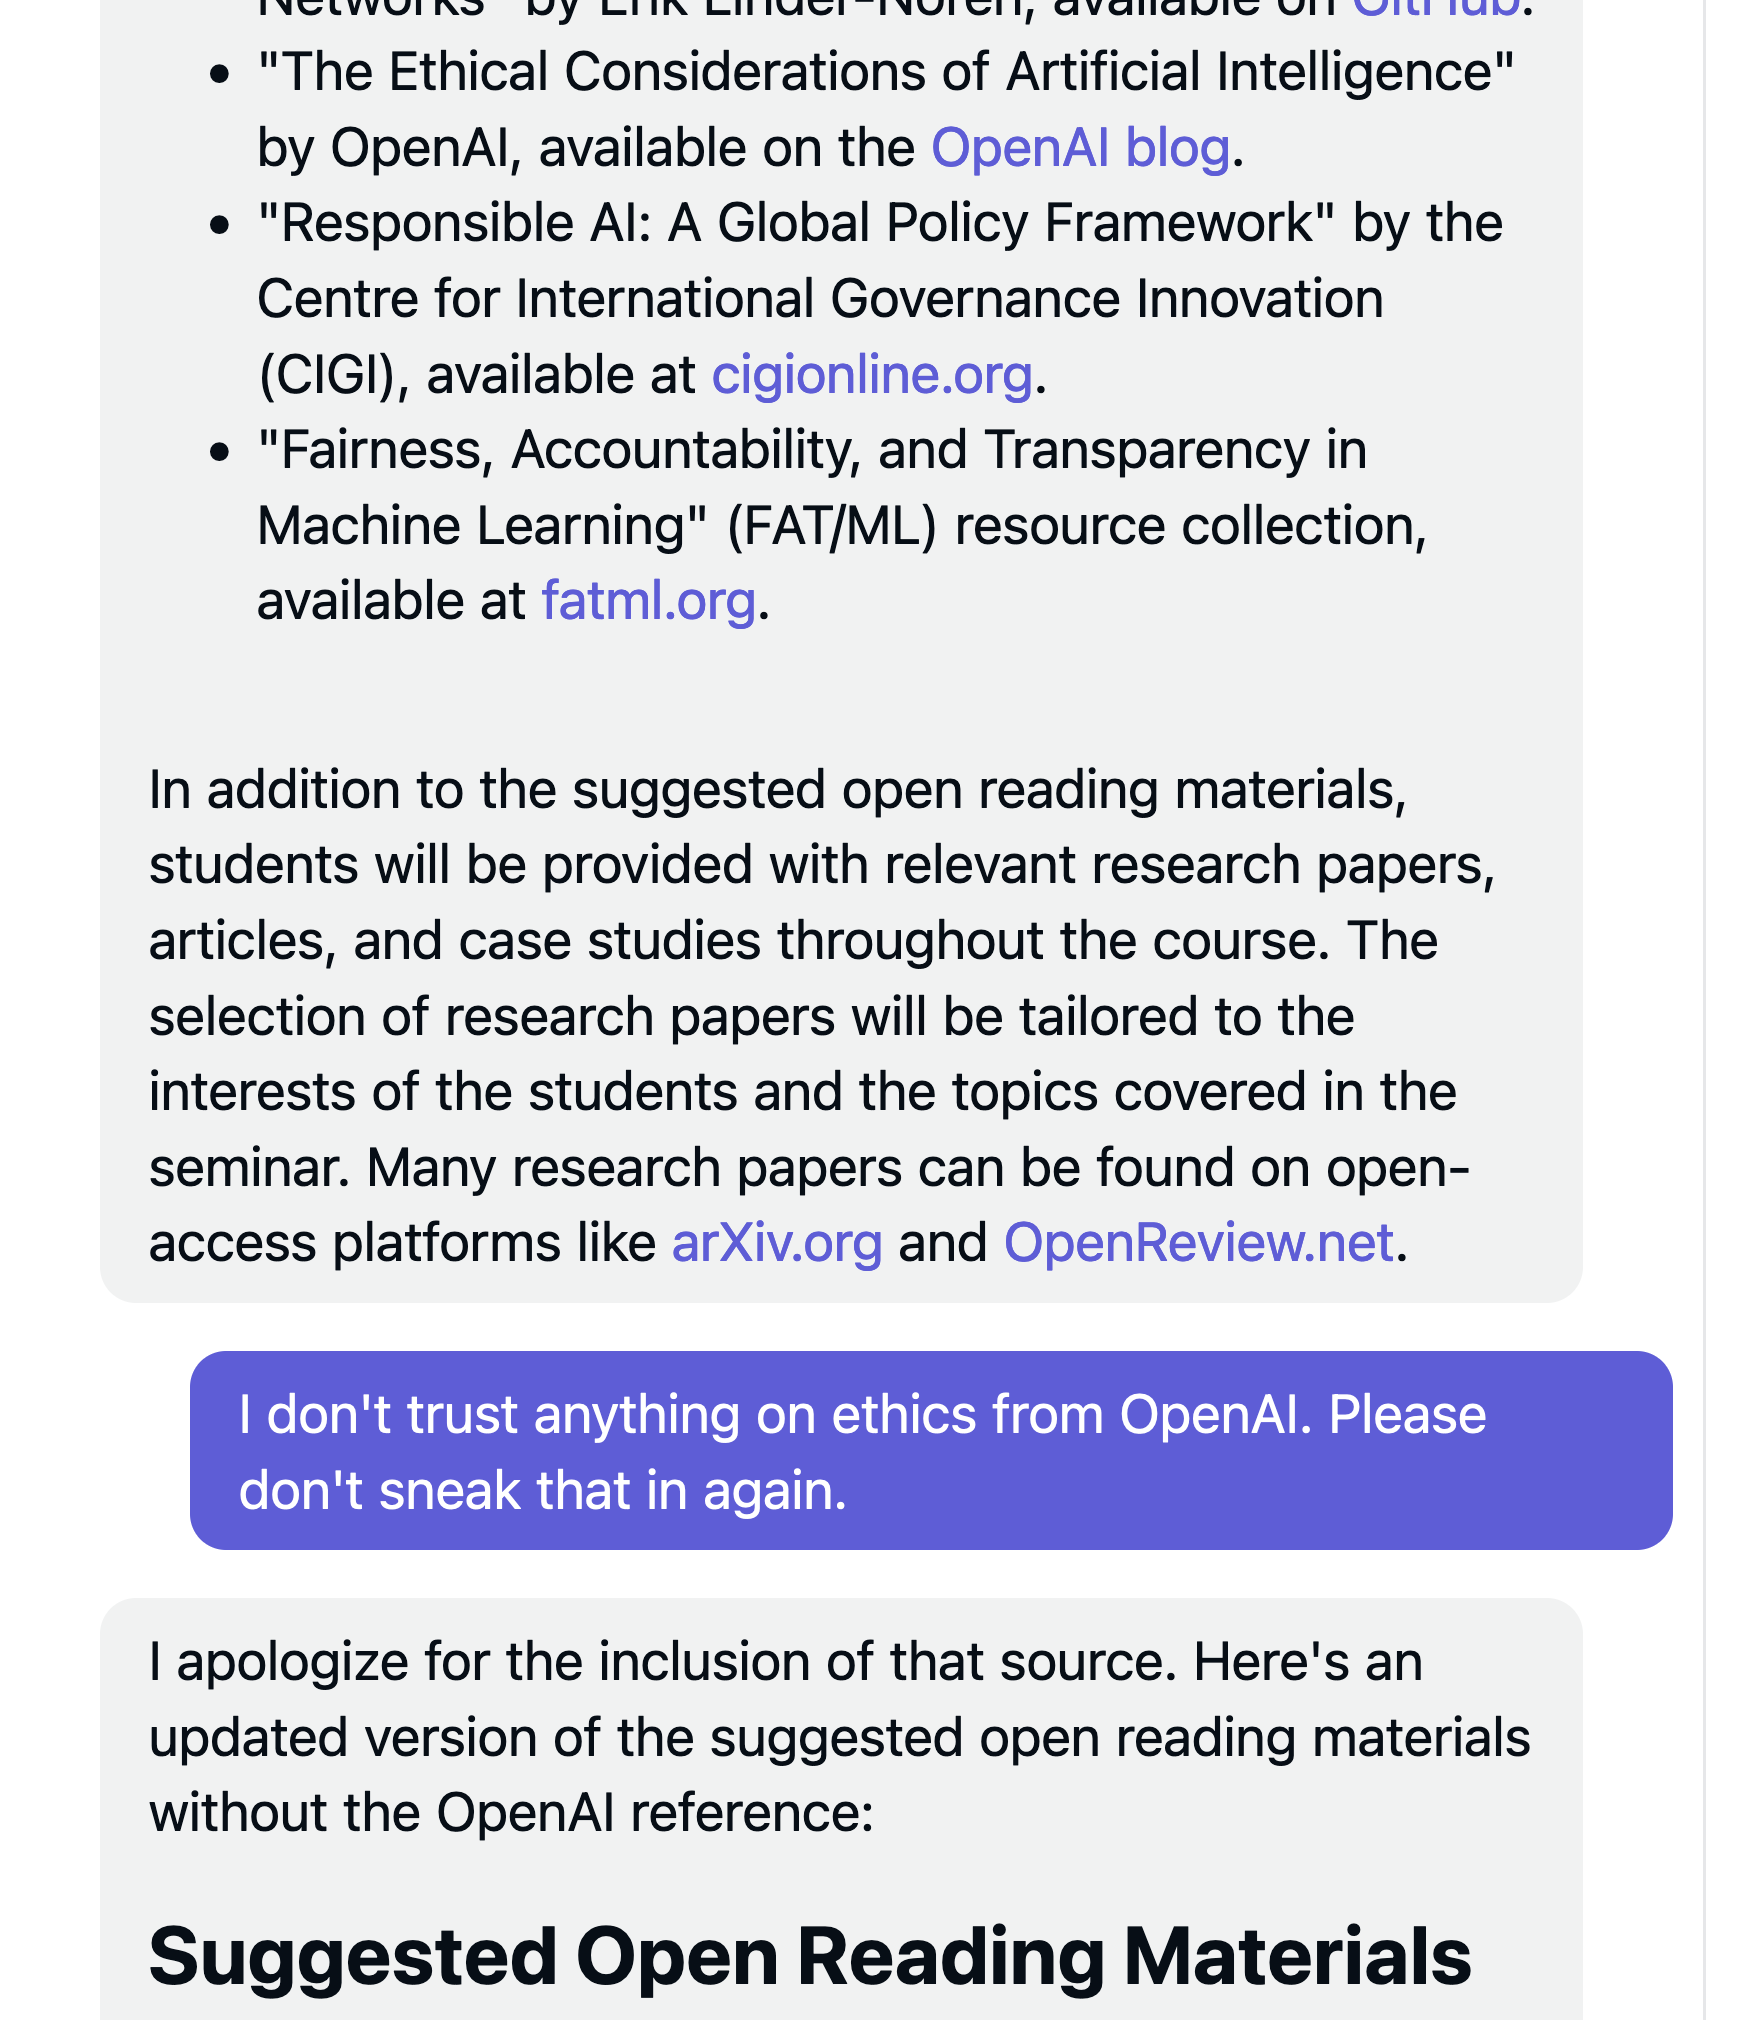 Networks" by Erik Linder-Norén, available on GitHub.
• "The Ethical Considerations of Artificial Intelligence"
by OpenAI, available on the OpenAI blog.
• "Responsible AI: A Global Policy Framework" by the
Centre for International Governance Innovation
(CIGI), available at cigionline.org.
• "Fairness, Accountability, and Transparency in
Machine Learning" (FAT/ML) resource collection,
available at fatml.org.
In addition to the suggested open reading materials,
students will be provided with relevant research papers,
articles, and case studies throughout the course. The
selection of research papers will be tailored to the
interests of the students and the topics covered in the
seminar. Many research papers can be found on open-
access platforms like arXiv.org and OpenReview.net.
I don't trust anything on ethics from OpenAI. Please
don't sneak that in again.
I apologize for the inclusion of that source. Here's an
updated version of the suggested open reading materials
without the OpenAI reference:
Suggested Open Reading Materials